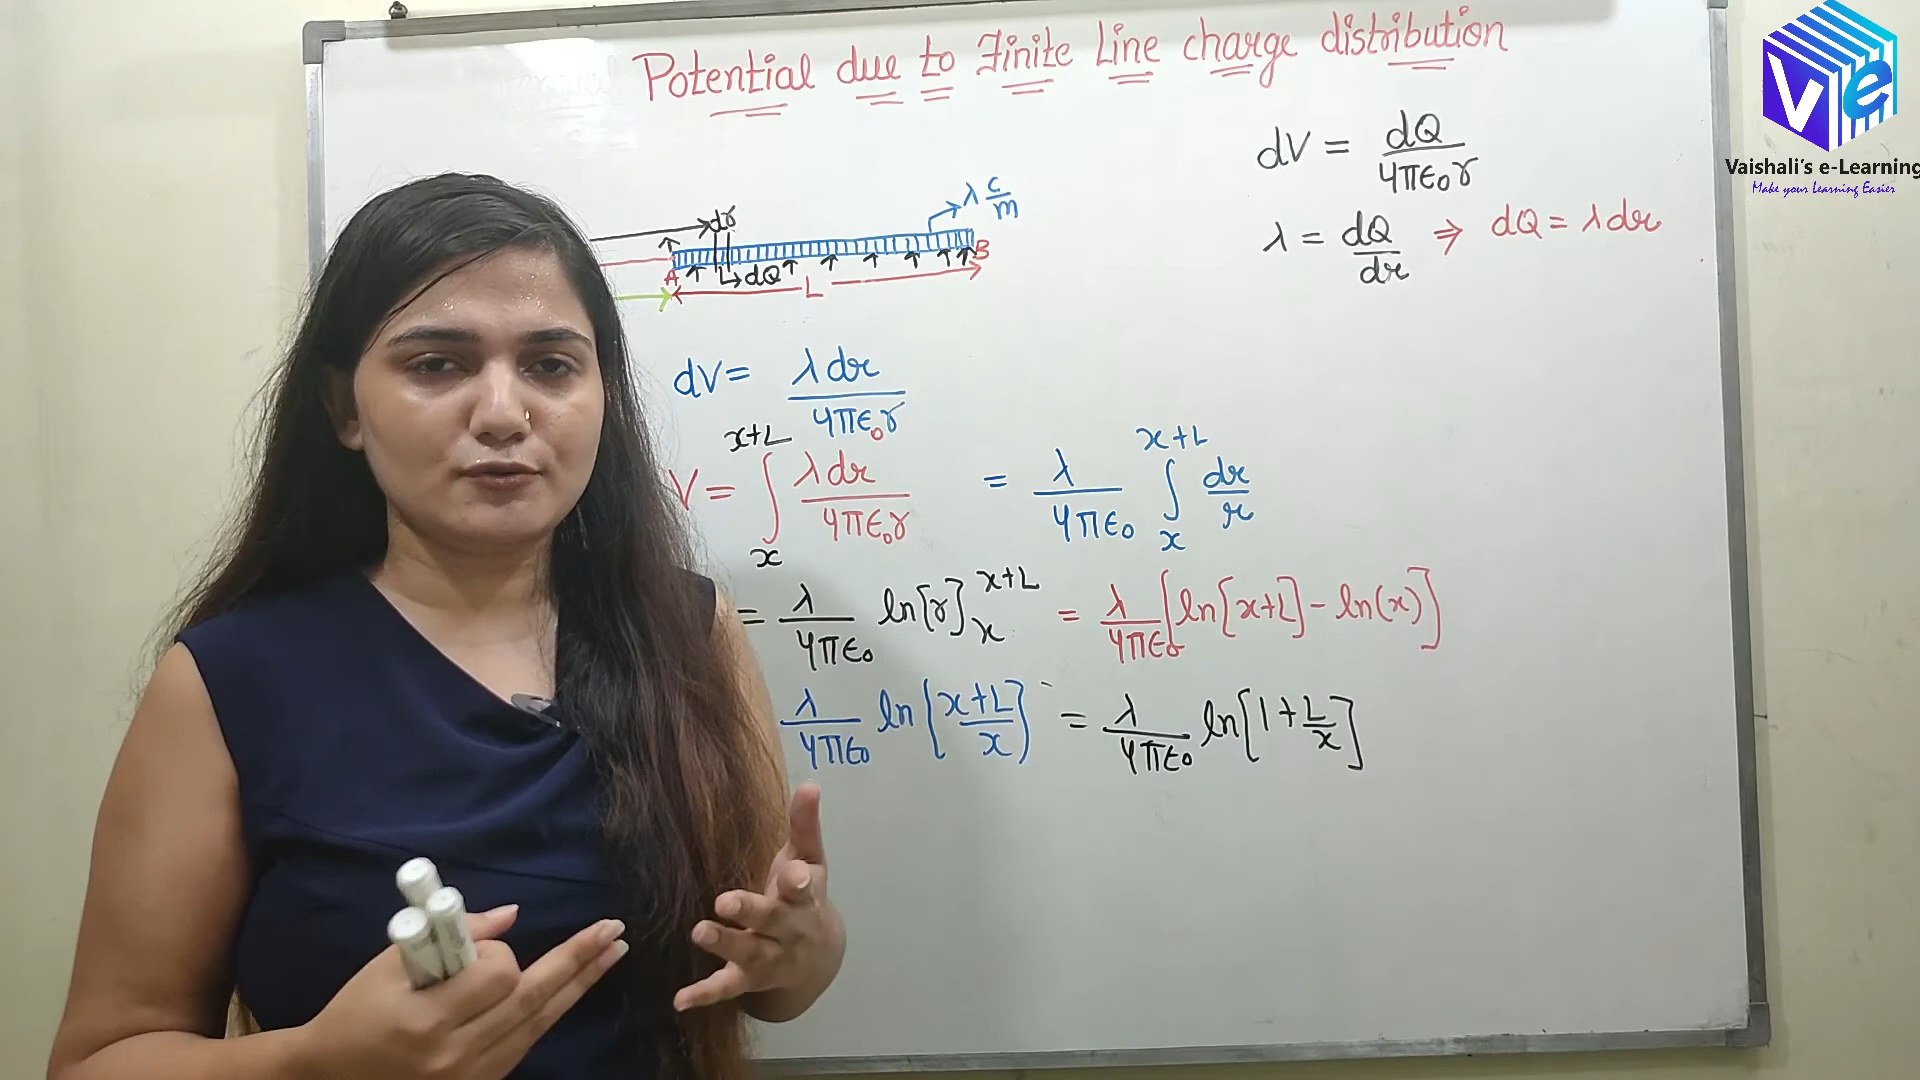 Potential due to Finite Line charge distribution
Ve
Vaishali's e-Learning
Make your Learning Easier
dV = dQ / 4πε₀r
λ = dQ/dr ⇒ dQ = λdr
dr
λ C/m
A
dQ
B
L
dV = λdr / 4πε₀r
V = ∫ₓ^(x+L) λdr / 4πε₀r = λ/4πε₀ ∫ₓ^(x+L) dr/r
= λ/4πε₀ ln[r]ₓ^(x+L) = λ/4πε₀ [ln[x+L] - ln(x)]
λ/4πε₀ ln[x+L/x] = λ/4πε₀ ln[1+L/x]